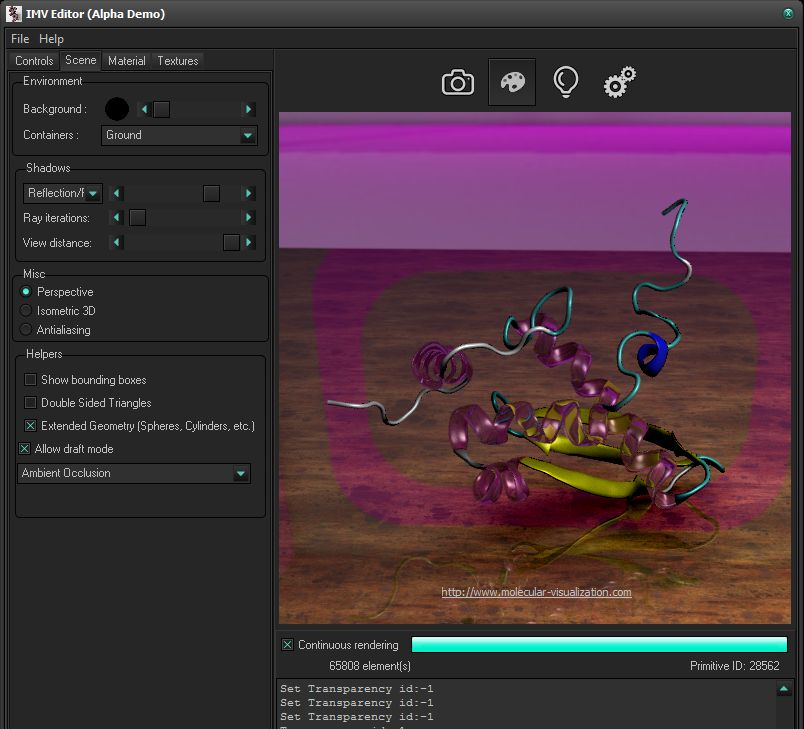 IMV Editor (Alpha Demo)
File Help
Controls Scene Material Textures
Environment
Background :
Containers : Ground
Shadows
Reflection/
Ray iterations:
View distance:
Misc
Perspective
Isometric 3D
Antialiasing
Helpers
Show bounding boxes
Double Sided Triangles
Extended Geometry (Spheres, Cylinders, etc.)
Allow draft mode
Ambient Occlusion
http://www.molecular-visualization.com
Continuous rendering
65808 element(s) Primitive ID: 28562
Set Transparency id:-1
Set Transparency id:-1
Set Transparency id:-1